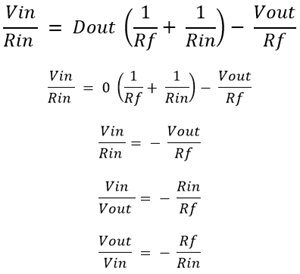 Vin/Rin = Dout (1/Rf + 1/Rin) − Vout/Rf
Vin/Rin = 0 (1/Rf + 1/Rin) − Vout/Rf
Vin/Rin = − Vout/Rf
Vin/Vout = − Rin/Rf
Vout/Vin = − Rf/Rin